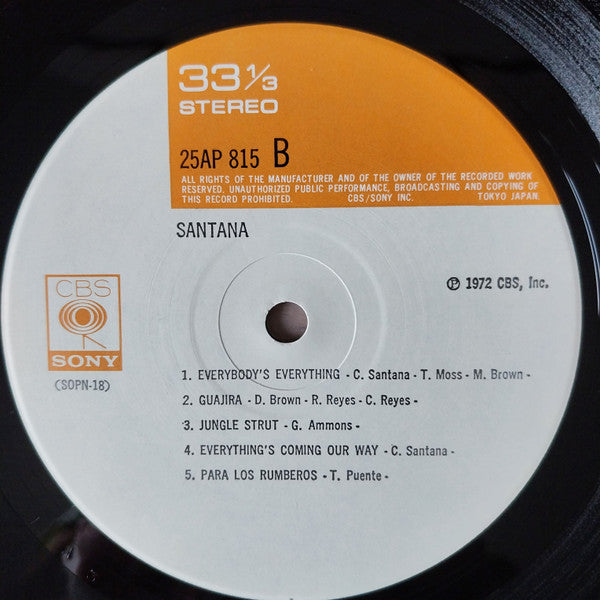 33 1/3
STEREO
25AP 815 B
ALL RIGHTS OF THE MANUFACTURER AND OF THE OWNER OF THE RECORDED WORK
RESERVED. UNAUTHORIZED PUBLIC PERFORMANCE, BROADCASTING AND COPYING OF
THIS RECORD PROHIBITED. CBS/SONY INC. TOKYO JAPAN.
SANTANA
CBS
SONY
(SOPN-18)
Ⓟ 1972 CBS, Inc.
1. EVERYBODY'S EVERYTHING - C. Santana - T. Moss - M. Brown -
2. GUAJIRA - D. Brown - R. Reyes - C. Reyes -
3. JUNGLE STRUT - G. Ammons -
4. EVERYTHING'S COMING OUR WAY - C. Santana -
5. PARA LOS RUMBEROS - T. Puente -